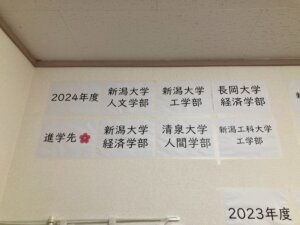 2024年度
新潟大学
人文学部
新潟大学
工学部
長岡大学
経済学部
進学先🌸
新潟大学
経済学部
清泉大学
人間学部
新潟工科大学
工学部
2023年度